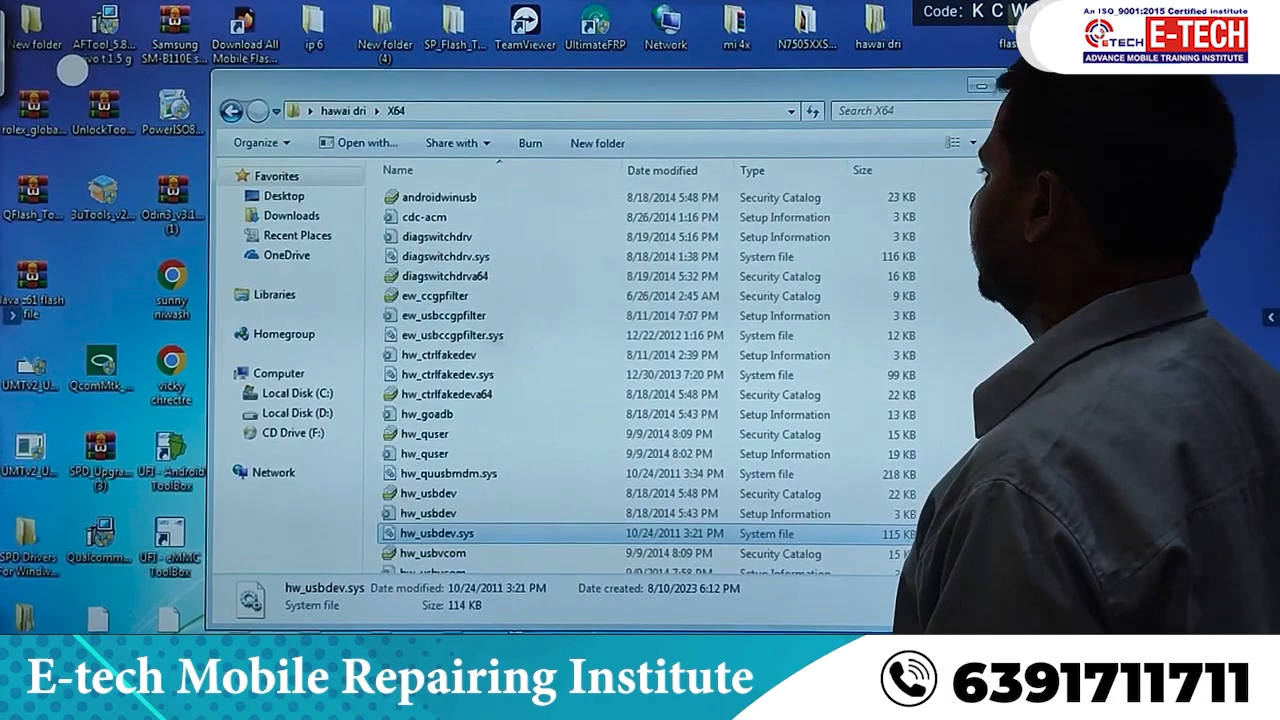 Code: K C W
An ISO_9001:2015 Certified institute
ETECH E-TECH
ADVANCE MOBILE TRAINING INSTITUTE
New folder
AFTool_5.8...
Samsung
SM-B110E s...
Download All
Mobile Flas...
ip 6
New folder
(4)
SP_Flash_T...
TeamViewer
UltimateFRP
Network
mi 4x
N7505XXS...
hawai dri
flas
vo t 1 5 g
rolex_globa...
UnlockToo...
PowerISO8...
QFlash_To...
3uTools_v2...
Odin3_v3.1...
(1)
lava z61 flash
file
sunny
niwash
UMTv2_U...
QcomMtk_...
vicky
chrectre
UMTv2_U...
SPD_Upgra...
(3)
UFI - Android
ToolBox
SPD Drivers
For Windw...
Qualcomm...
UFI - eMMC
ToolBox
hawai dri X64
Search X64
Organize Open with... Share with Burn New folder
Favorites
Desktop
Downloads
Recent Places
OneDrive
Libraries
Homegroup
Computer
Local Disk (C:)
Local Disk (D:)
CD Drive (F:)
Network
Name Date modified Type Size
androidwinusb 8/18/2014 5:48 PM Security Catalog 23 KB
cdc-acm 8/26/2014 1:16 PM Setup Information 3 KB
diagswitchdrv 8/19/2014 5:16 PM Setup Information 3 KB
diagswitchdrv.sys 8/18/2014 1:38 PM System file 116 KB
diagswitchdrva64 8/19/2014 5:32 PM Security Catalog 16 KB
ew_ccgpfilter 6/26/2014 2:45 AM Security Catalog 9 KB
ew_usbccgpfilter 8/11/2014 7:07 PM Setup Information 3 KB
ew_usbccgpfilter.sys 12/22/2012 1:16 PM System file 12 KB
hw_ctrlfakedev 8/11/2014 2:39 PM Setup Information 3 KB
hw_ctrlfakedev.sys 12/30/2013 7:20 PM System file 99 KB
hw_ctrlfakedeva64 8/18/2014 5:48 PM Security Catalog 22 KB
hw_goadb 8/18/2014 5:43 PM Setup Information 13 KB
hw_quser 9/9/2014 8:09 PM Security Catalog 15 KB
hw_quser 9/9/2014 8:02 PM Setup Information 19 KB
hw_quusbmdm.sys 10/24/2011 3:34 PM System file 218 KB
hw_usbdev 8/18/2014 5:48 PM Security Catalog 22 KB
hw_usbdev 8/18/2014 5:43 PM Setup Information 3 KB
hw_usbdev.sys 10/24/2011 3:21 PM System file 115 KB
hw_usbvcom 9/9/2014 8:09 PM Security Catalog 15
hw_usbdev.sys Date modified: 10/24/2011 3:21 PM Date created: 8/10/2023 6:12 PM
System file Size: 114 KB
E-tech Mobile Repairing Institute
6391711711